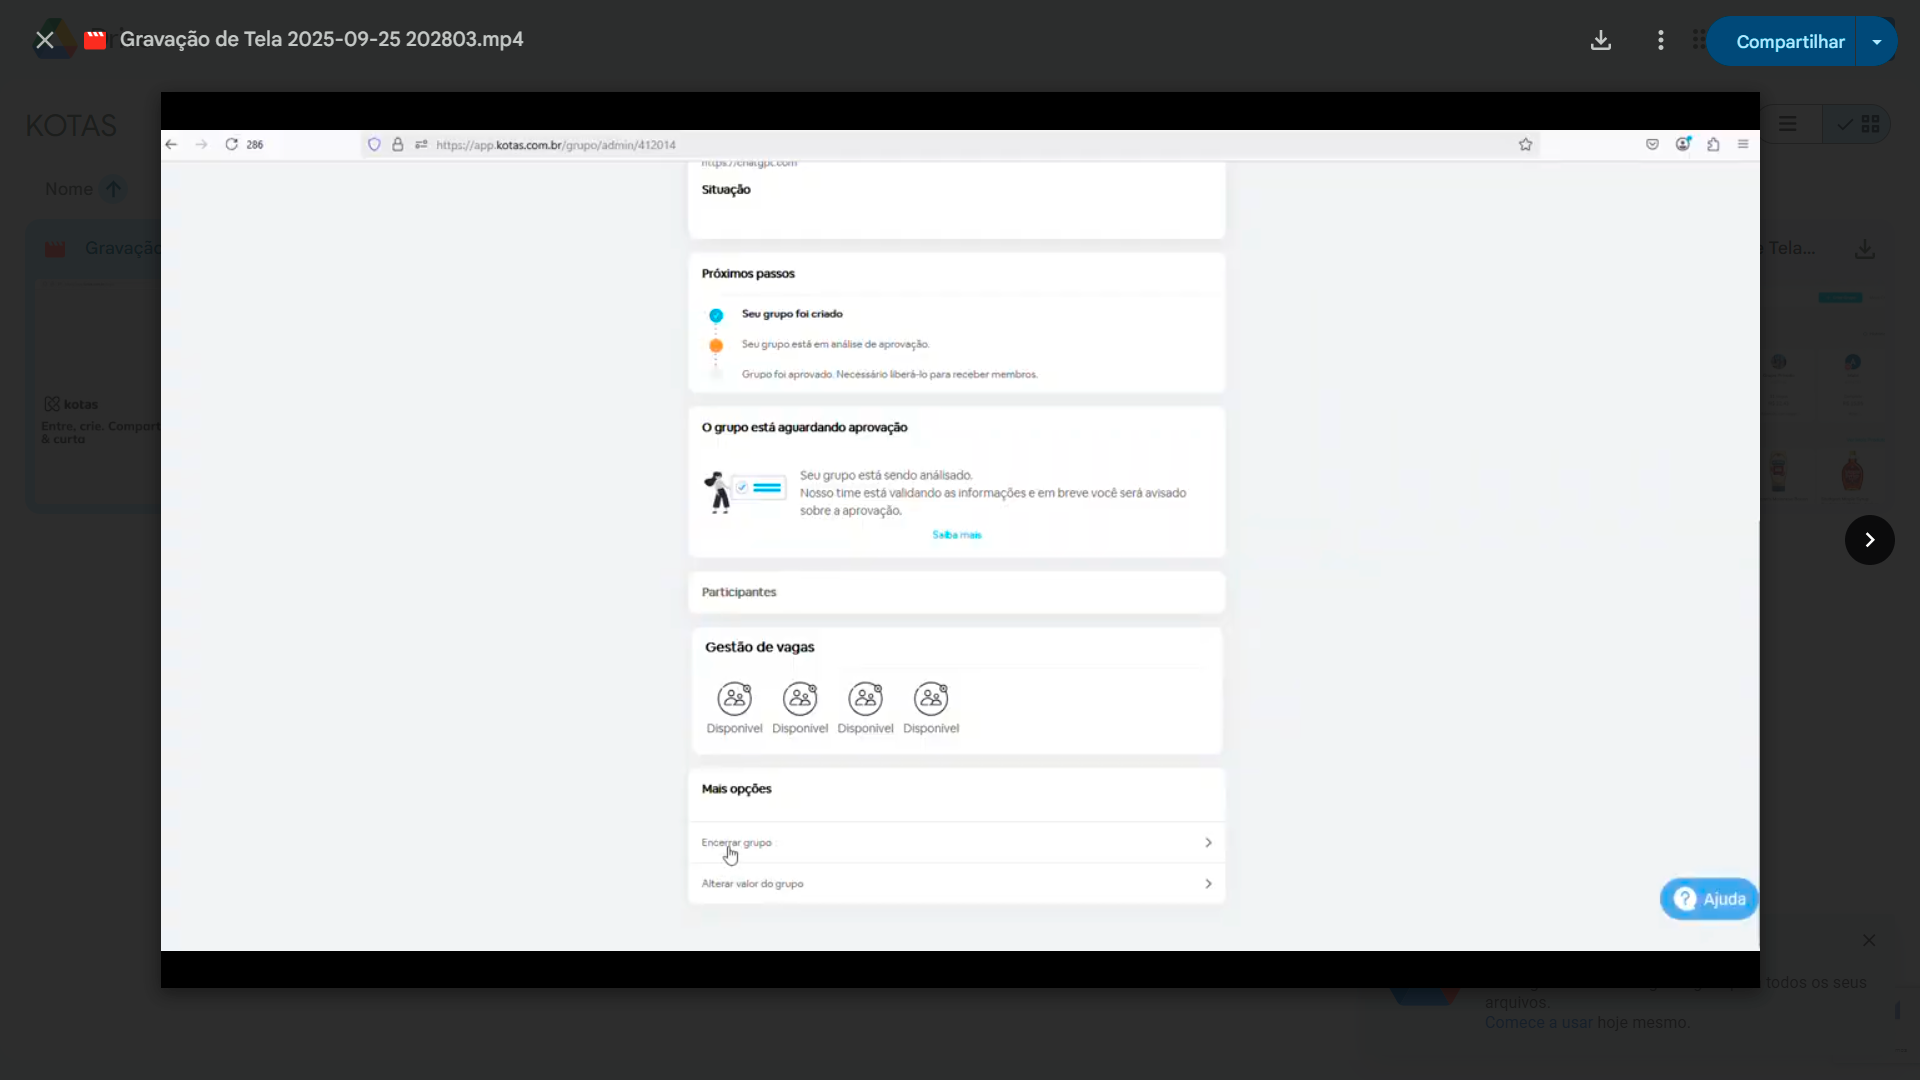 Gravação de Tela 2025-09-25 202803.mp4
Compartilhar
KOTAS
286
https://app.kotas.com.br/grupo/admin/412014
https://chatgpt.com
Nome
Situação
Gravação
Tela...
Próximos passos
Seu grupo foi criado
Seu grupo está em análise de aprovação.
Grupo foi aprovado. Necessário liberá-lo para receber membros.
kotas
Entre, crie. Compart
& curta
O grupo está aguardando aprovação
Seu grupo está sendo análisado.
Nosso time está validando as informações e em breve você será avisado
sobre a aprovação.
Saiba mais
Participantes
Gestão de vagas
Disponível Disponível Disponível Disponível
Mais opções
Encerrar grupo
Alterar valor do grupo
Ajuda
todos os seus
arquivos.
Comece a usar hoje mesmo.